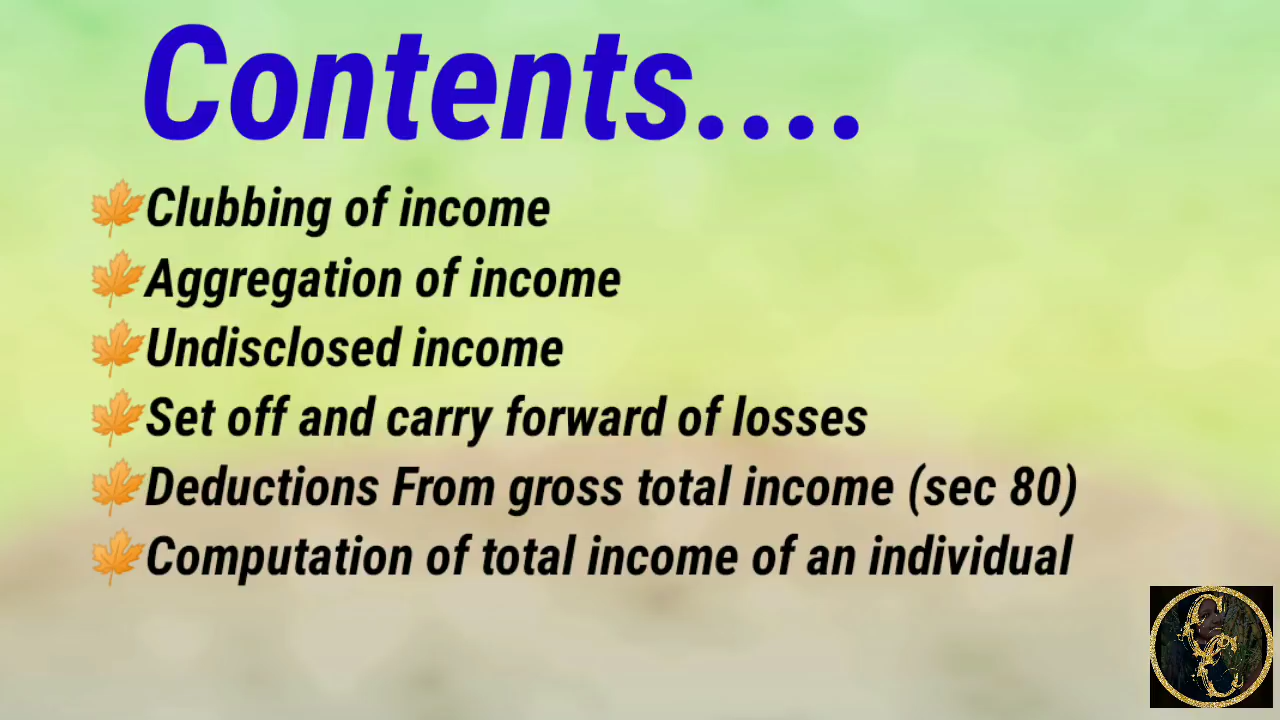 Contents....
🍁Clubbing of income
🍁Aggregation of income
🍁Undisclosed income
🍁Set off and carry forward of losses
🍁Deductions From gross total income (sec 80)
🍁Computation of total income of an individual